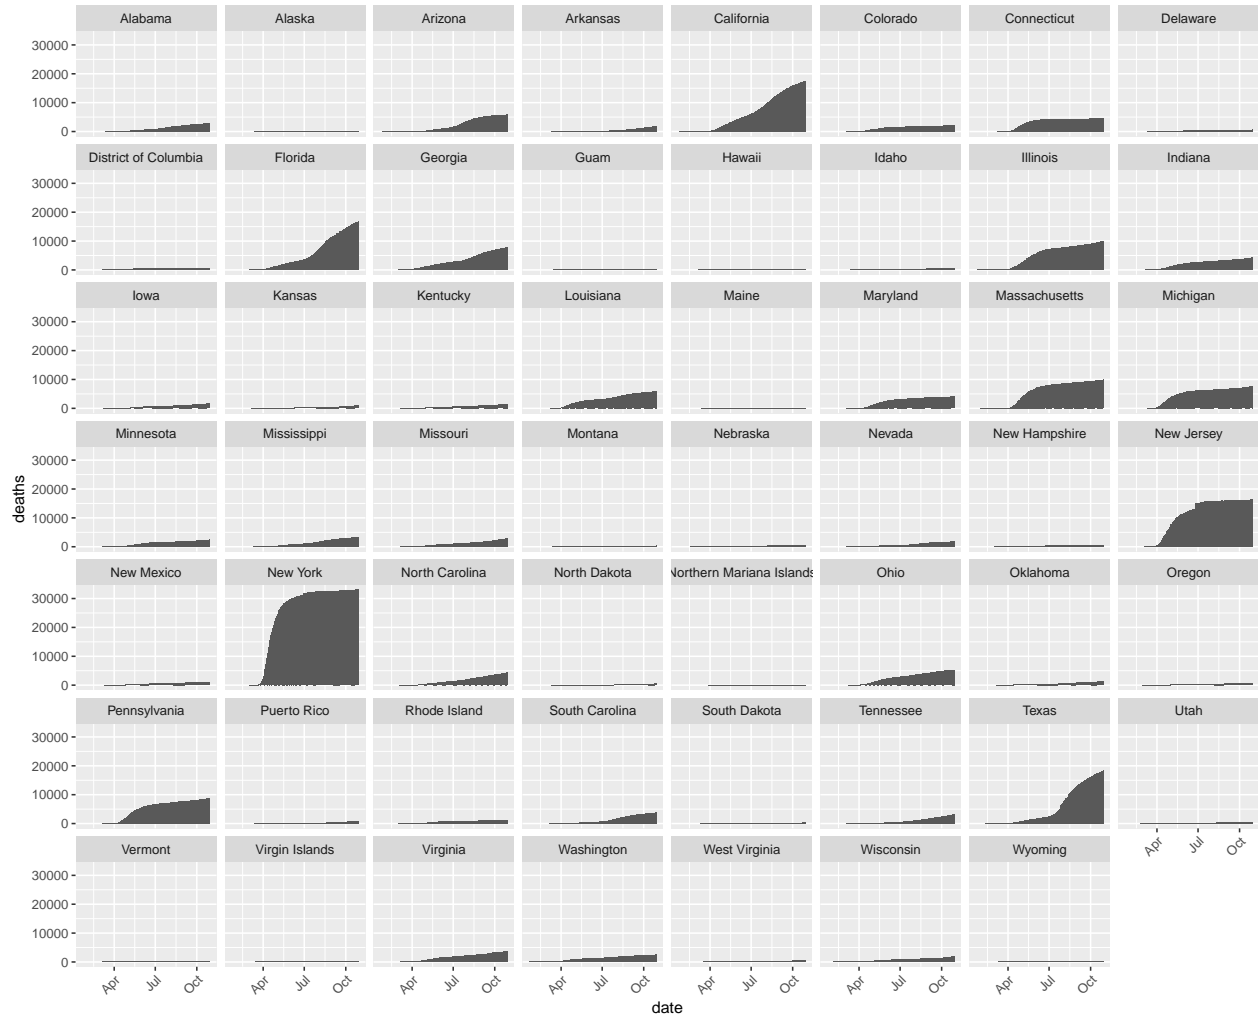 Alabama Alaska Arizona Arkansas California Colorado Connecticut Delaware
30000
20000
10000
0
District of Columbia Florida Georgia Guam Hawaii Idaho Illinois Indiana
30000
20000
10000
0
Iowa Kansas Kentucky Louisiana Maine Maryland Massachusetts Michigan
30000
20000
10000
0
Minnesota Mississippi Missouri Montana Nebraska Nevada New Hampshire New Jersey
30000
20000
10000
0
deaths
New Mexico New York North Carolina North Dakota Northern Mariana Islands Ohio Oklahoma Oregon
30000
20000
10000
0
Pennsylvania Puerto Rico Rhode Island South Carolina South Dakota Tennessee Texas Utah
30000
20000
10000
0
Apr Jul Oct
Vermont Virgin Islands Virginia Washington West Virginia Wisconsin Wyoming
30000
20000
10000
0
Apr Jul Oct Apr Jul Oct Apr Jul Oct Apr Jul Oct Apr Jul Oct Apr Jul Oct Apr Jul Oct
date